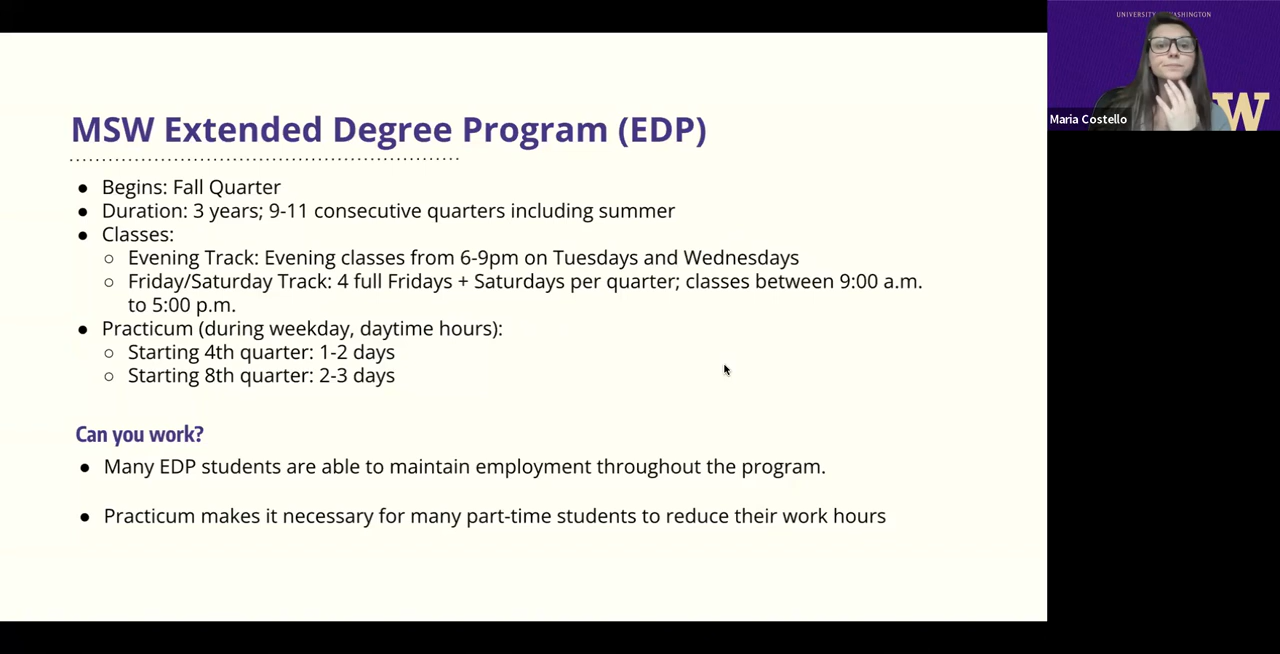 MSW Extended Degree Program (EDP)
● Begins: Fall Quarter
● Duration: 3 years; 9-11 consecutive quarters including summer
● Classes:
○ Evening Track: Evening classes from 6-9pm on Tuesdays and Wednesdays
○ Friday/Saturday Track: 4 full Fridays + Saturdays per quarter; classes between 9:00 a.m.
to 5:00 p.m.
● Practicum (during weekday, daytime hours):
○ Starting 4th quarter: 1-2 days
○ Starting 8th quarter: 2-3 days
Can you work?
● Many EDP students are able to maintain employment throughout the program.
● Practicum makes it necessary for many part-time students to reduce their work hours
UNIVERSITY
W
Maria Costello